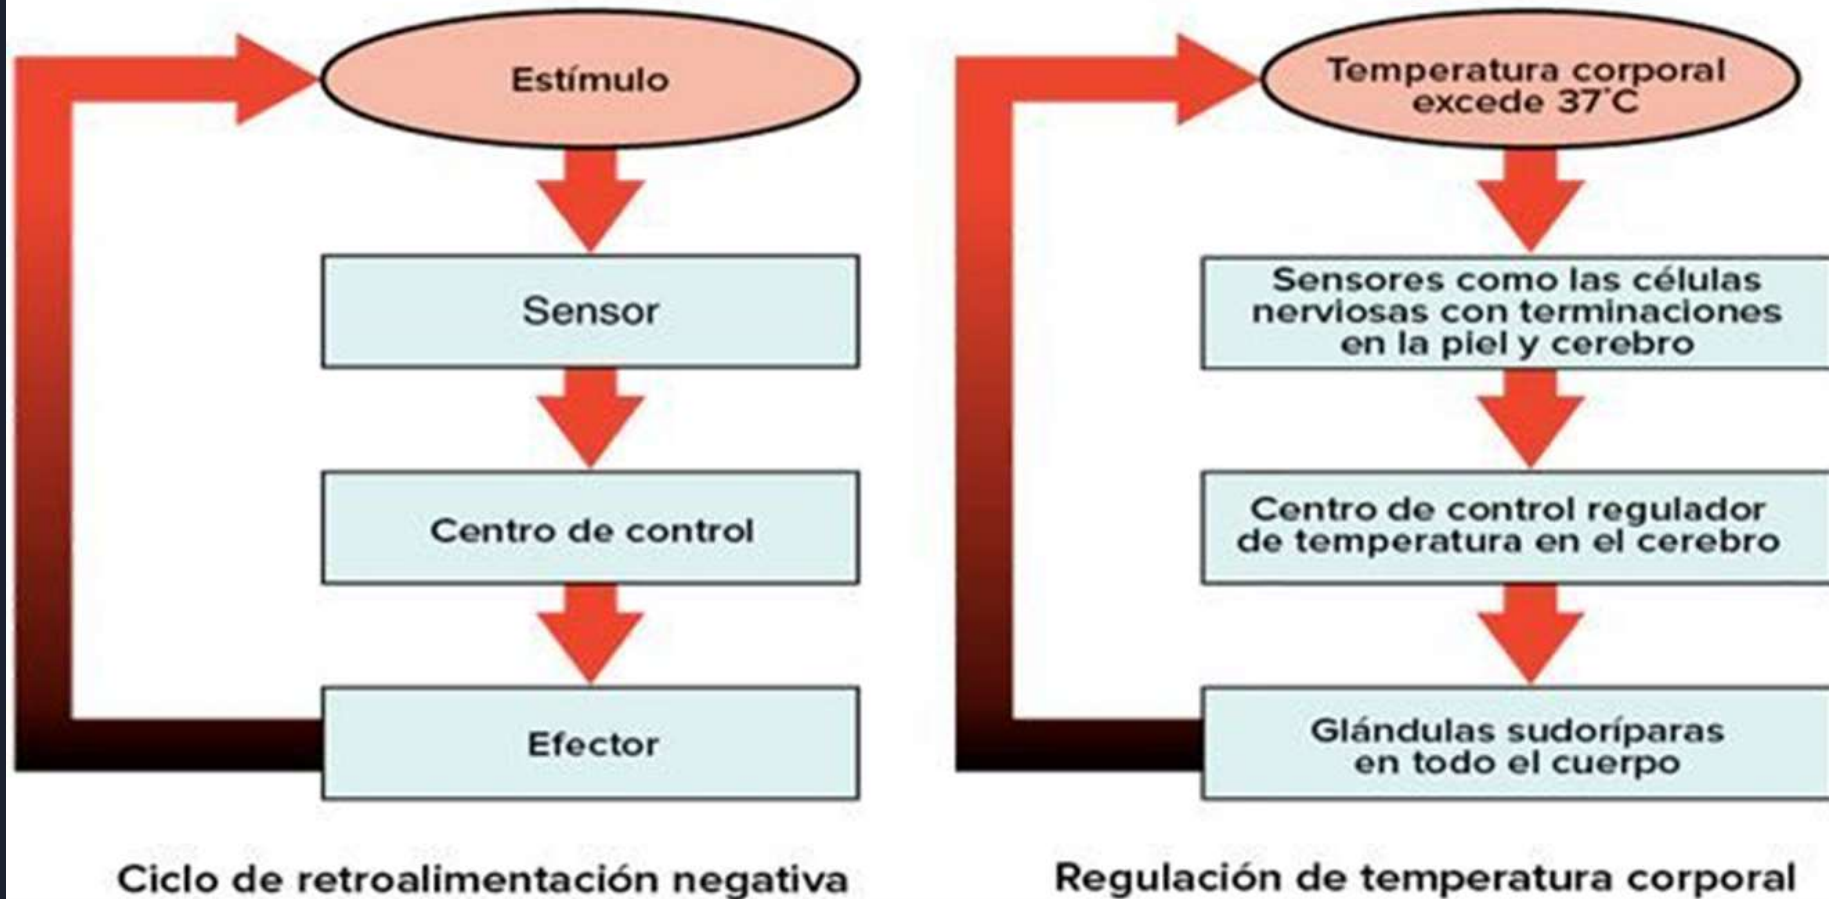 Estímulo
Sensor
Centro de control
Efector
Ciclo de retroalimentación negativa
Temperatura corporal
excede 37°C
Sensores como las células
nerviosas con terminaciones
en la piel y cerebro
Centro de control regulador
de temperatura en el cerebro
Glándulas sudoríparas
en todo el cuerpo
Regulación de temperatura corporal